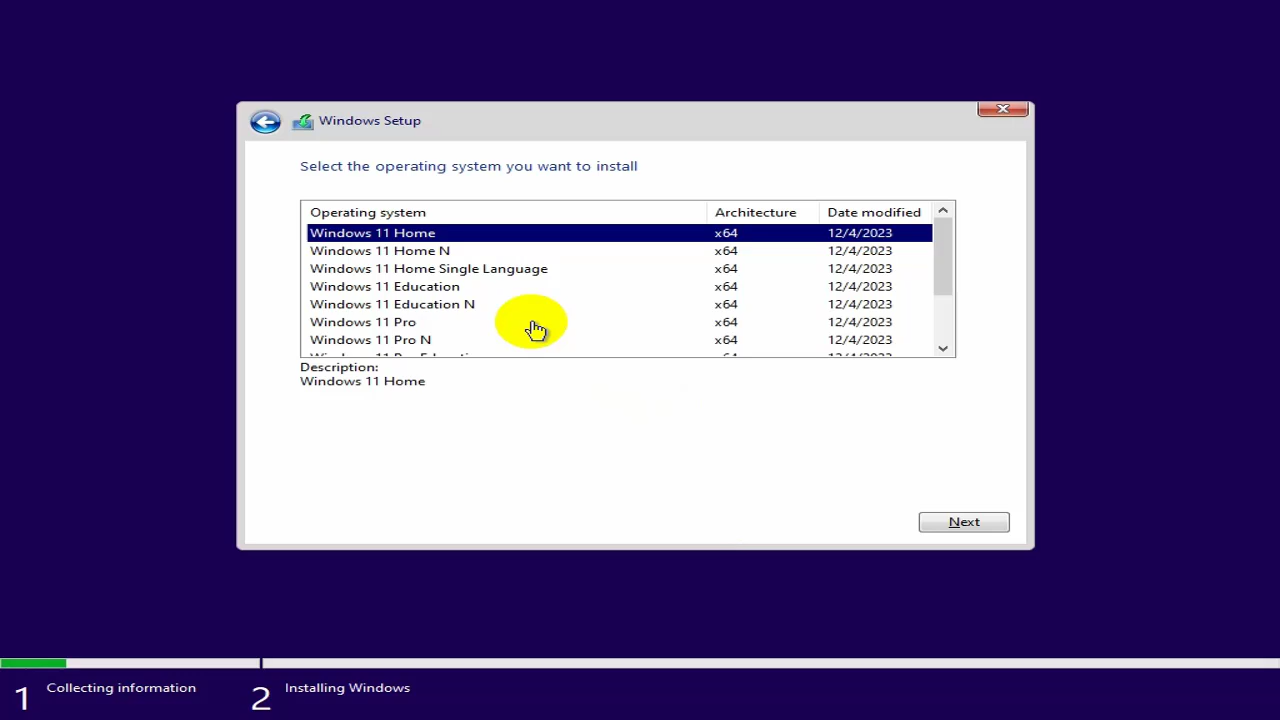 Windows Setup
Select the operating system you want to install
Operating system Architecture Date modified
Windows 11 Home x64 12/4/2023
Windows 11 Home N x64 12/4/2023
Windows 11 Home Single Language x64 12/4/2023
Windows 11 Education x64 12/4/2023
Windows 11 Education N x64 12/4/2023
Windows 11 Pro x64 12/4/2023
Windows 11 Pro N x64 12/4/2023
Description:
Windows 11 Home
Next
1 Collecting information 2 Installing Windows